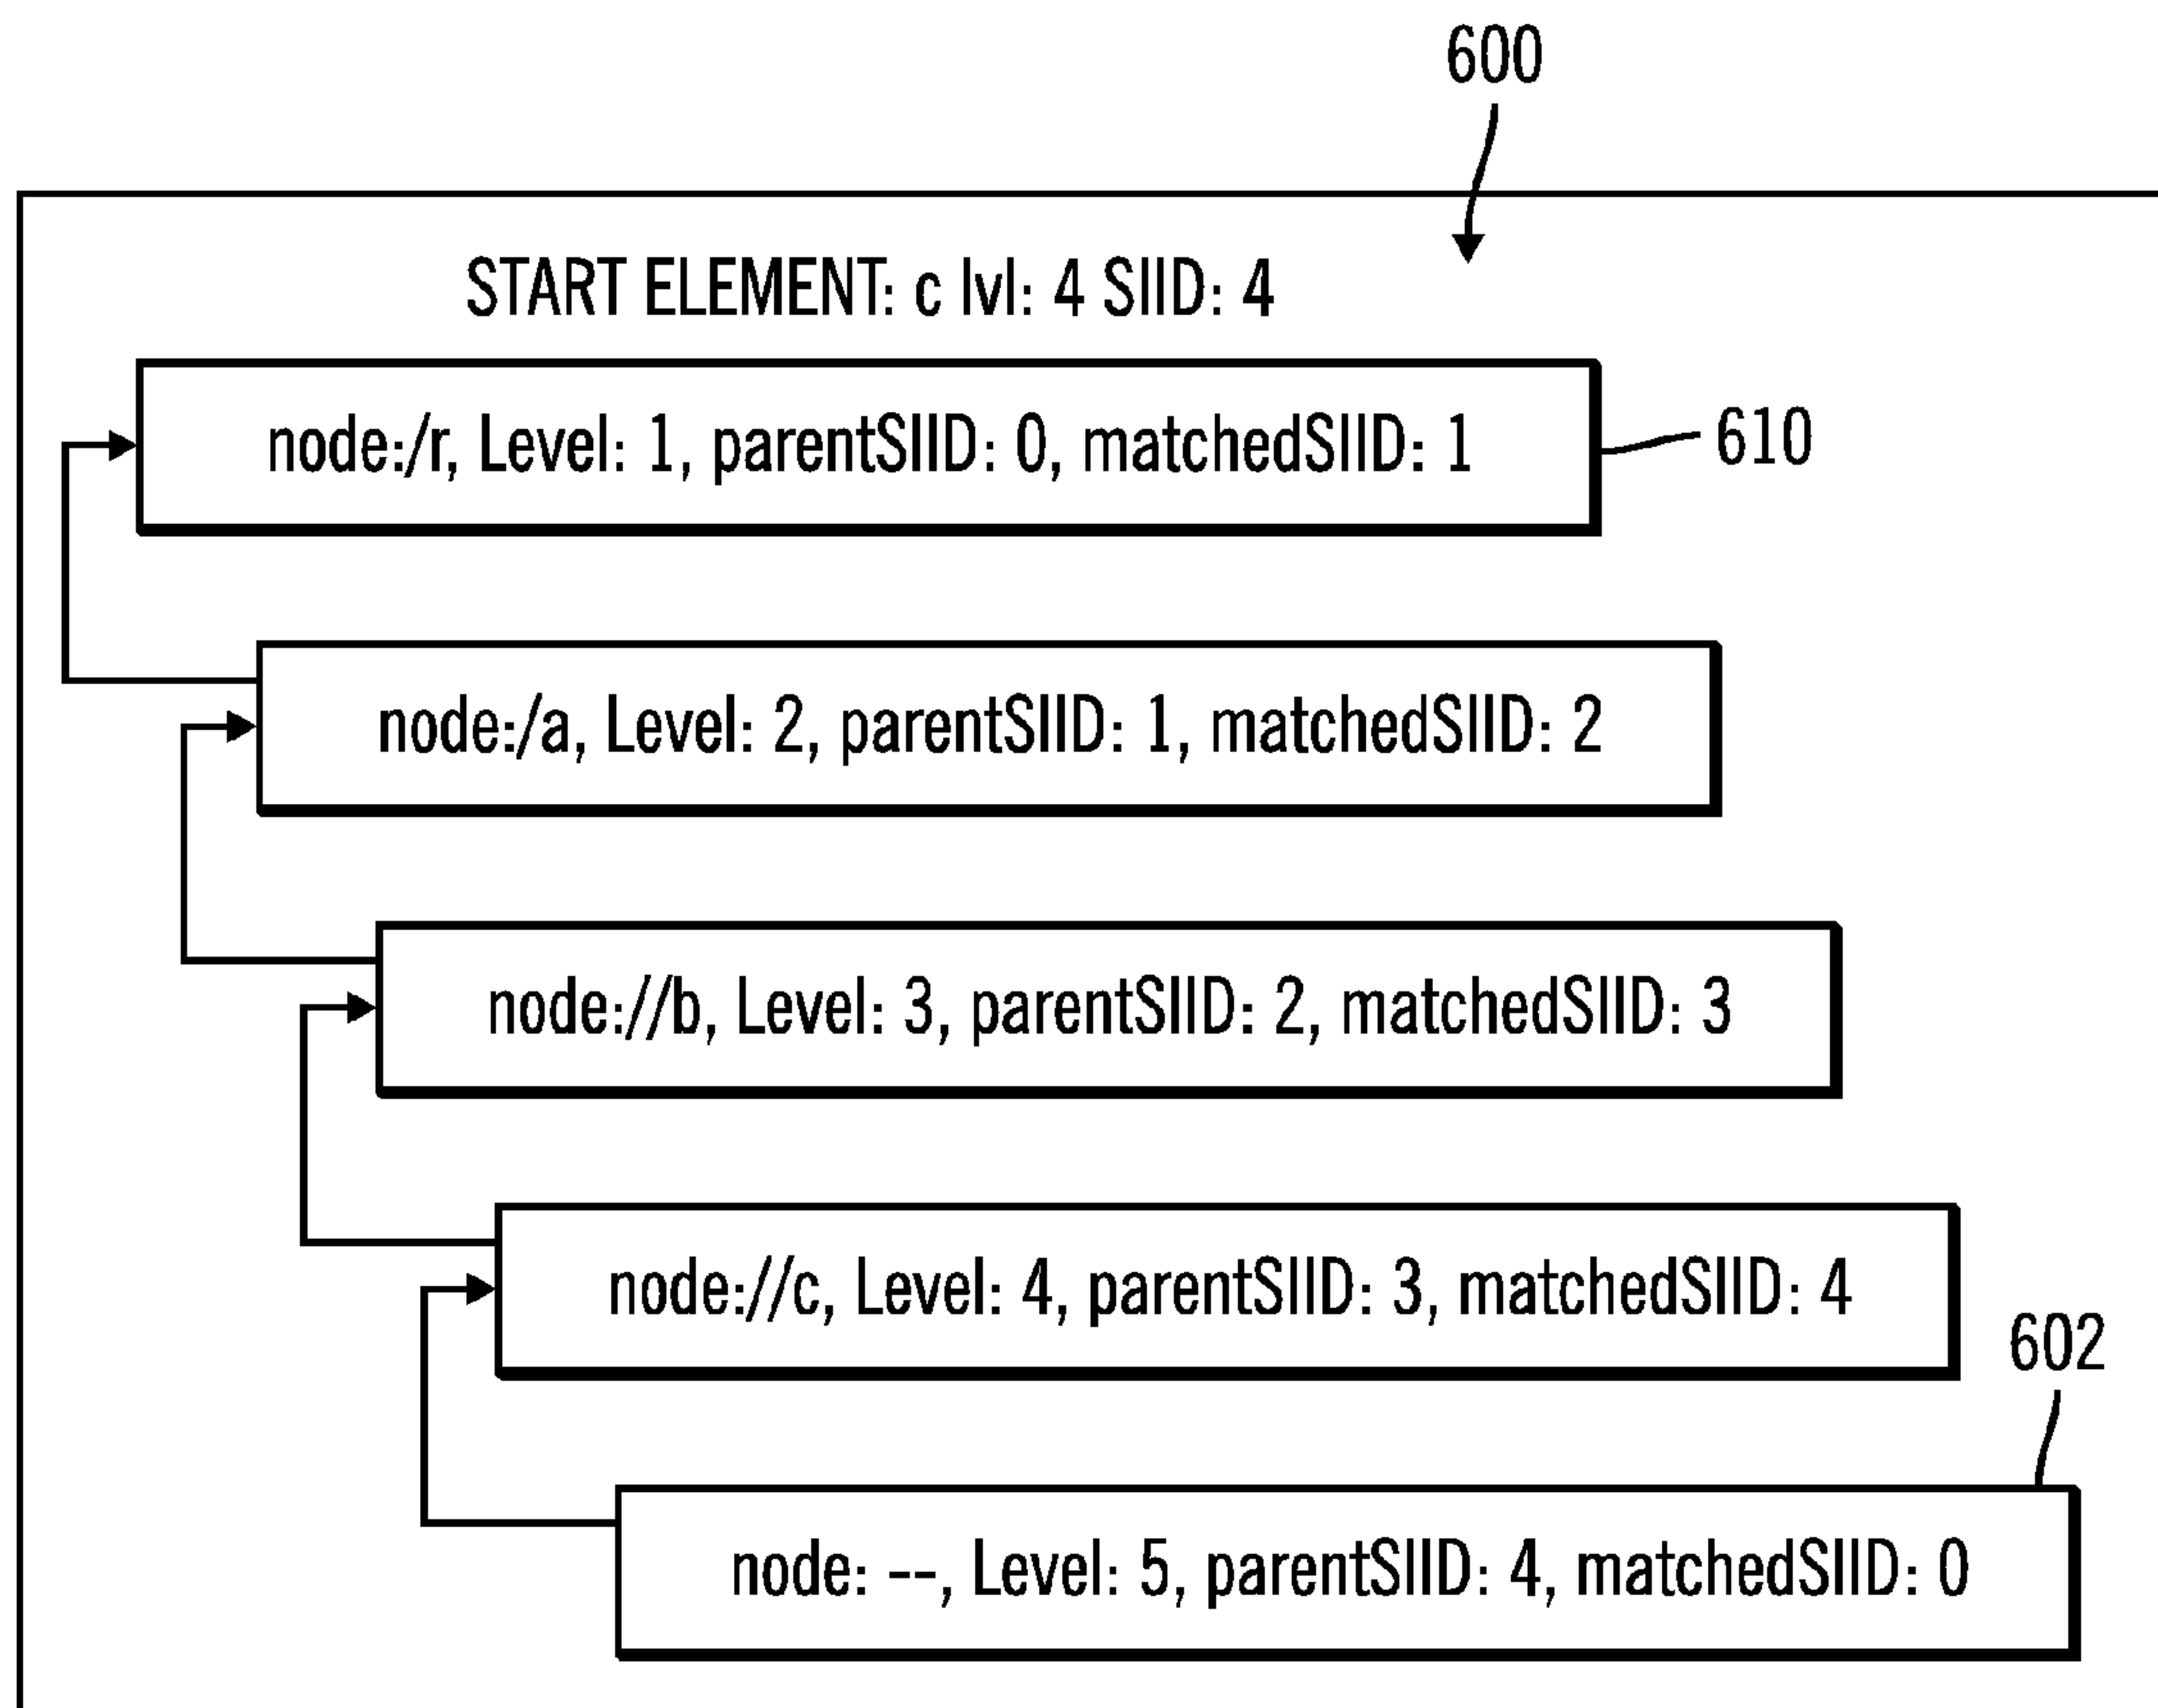 600
START ELEMENT: c lvl: 4 SIID: 4
node:/r, Level: 1, parentSIID: 0, matchedSIID: 1
610
node:/a, Level: 2, parentSIID: 1, matchedSIID: 2
node://b, Level: 3, parentSIID: 2, matchedSIID: 3
node://c, Level: 4, parentSIID: 3, matchedSIID: 4
602
node: --, Level: 5, parentSIID: 4, matchedSIID: 0